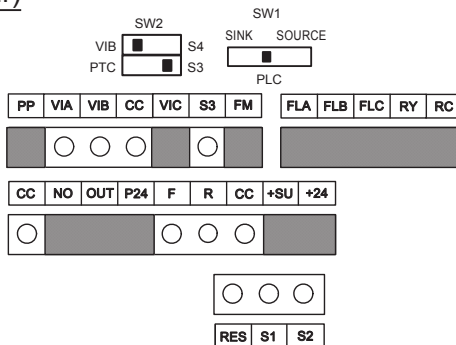 SW1
SW2
SINK SOURCE
VIB S4
PTC S3
PLC
PP VIA VIB CC VIC S3 FM FLA FLB FLC RY RC
CC NO OUT P24 F R CC +SU +24
RES S1 S2